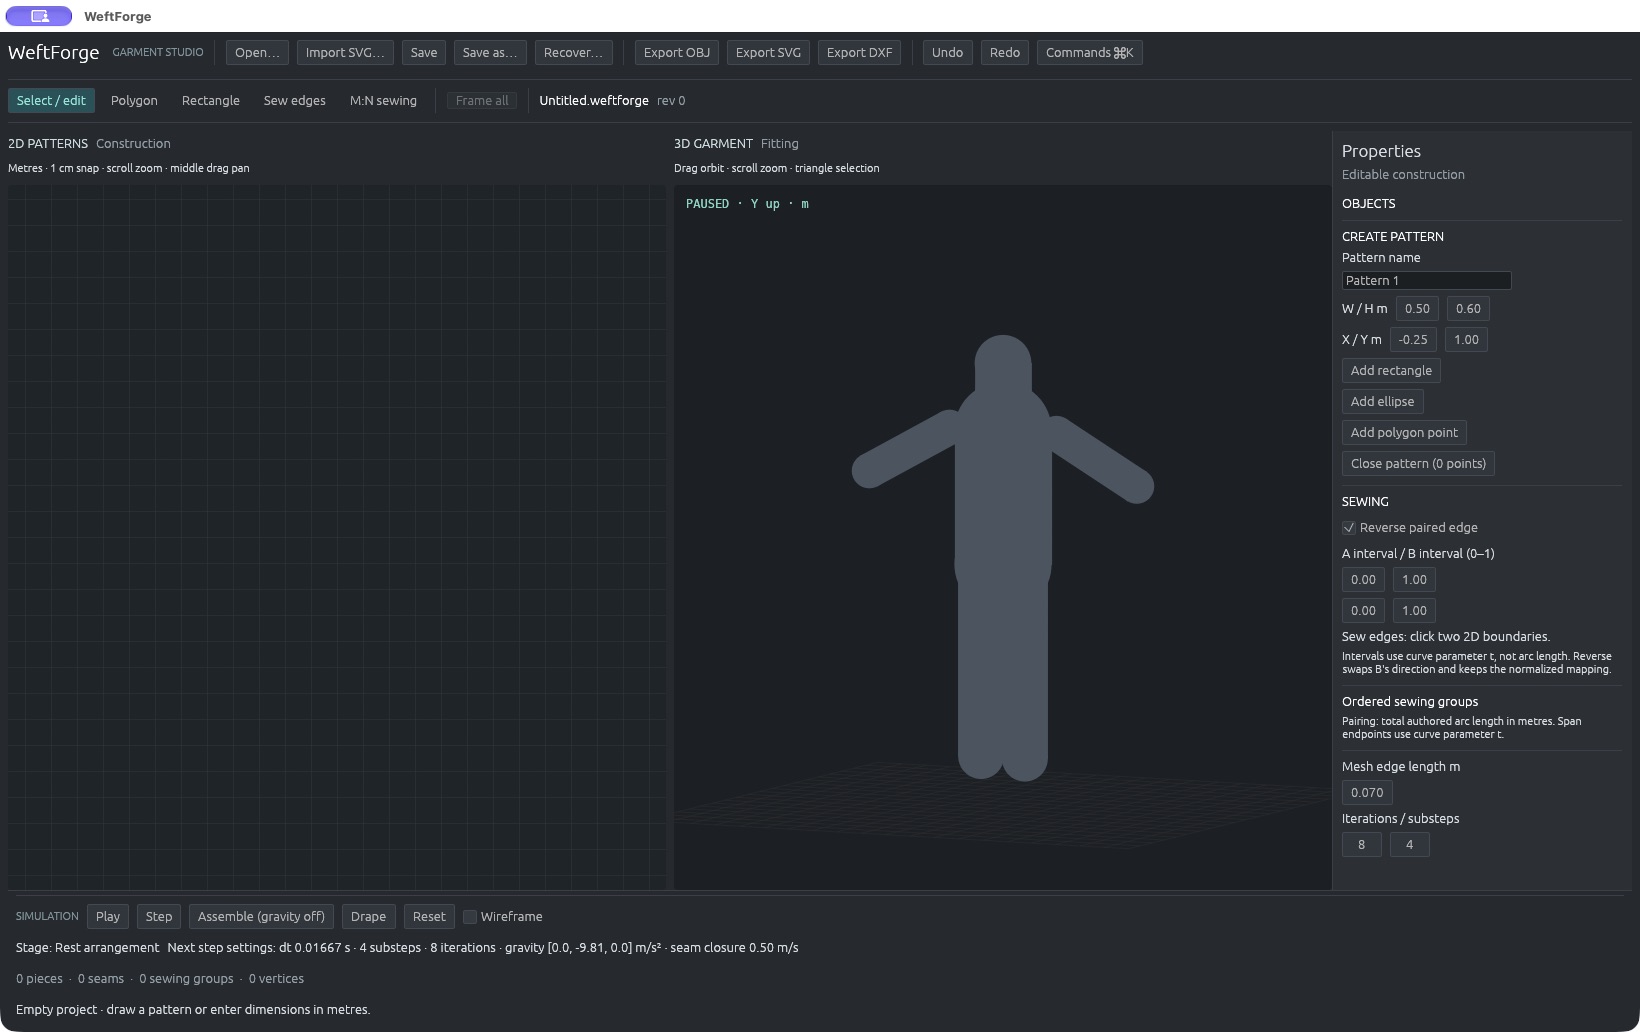 WeftForge
WeftForge GARMENT STUDIO Open... Import SVG... Save Save as... Recover... Export OBJ Export SVG Export DXF Undo Redo Commands ⌘K
Select / edit Polygon Rectangle Sew edges M:N sewing Frame all Untitled.weftforge rev 0
2D PATTERNS Construction
Metres · 1 cm snap · scroll zoom · middle drag pan
3D GARMENT Fitting
Drag orbit · scroll zoom · triangle selection
PAUSED · Y up · m
Properties
Editable construction
OBJECTS
CREATE PATTERN
Pattern name
Pattern 1
W / H m 0.50 0.60
X / Y m -0.25 1.00
Add rectangle
Add ellipse
Add polygon point
Close pattern (0 points)
SEWING
Reverse paired edge
A interval / B interval (0–1)
0.00 1.00
0.00 1.00
Sew edges: click two 2D boundaries.
Intervals use curve parameter t, not arc length. Reverse
swaps B's direction and keeps the normalized mapping.
Ordered sewing groups
Pairing: total authored arc length in metres. Span
endpoints use curve parameter t.
Mesh edge length m
0.070
Iterations / substeps
8 4
SIMULATION Play Step Assemble (gravity off) Drape Reset Wireframe
Stage: Rest arrangement Next step settings: dt 0.01667 s · 4 substeps · 8 iterations · gravity [0.0, -9.81, 0.0] m/s² · seam closure 0.50 m/s
0 pieces · 0 seams · 0 sewing groups · 0 vertices
Empty project · draw a pattern or enter dimensions in metres.